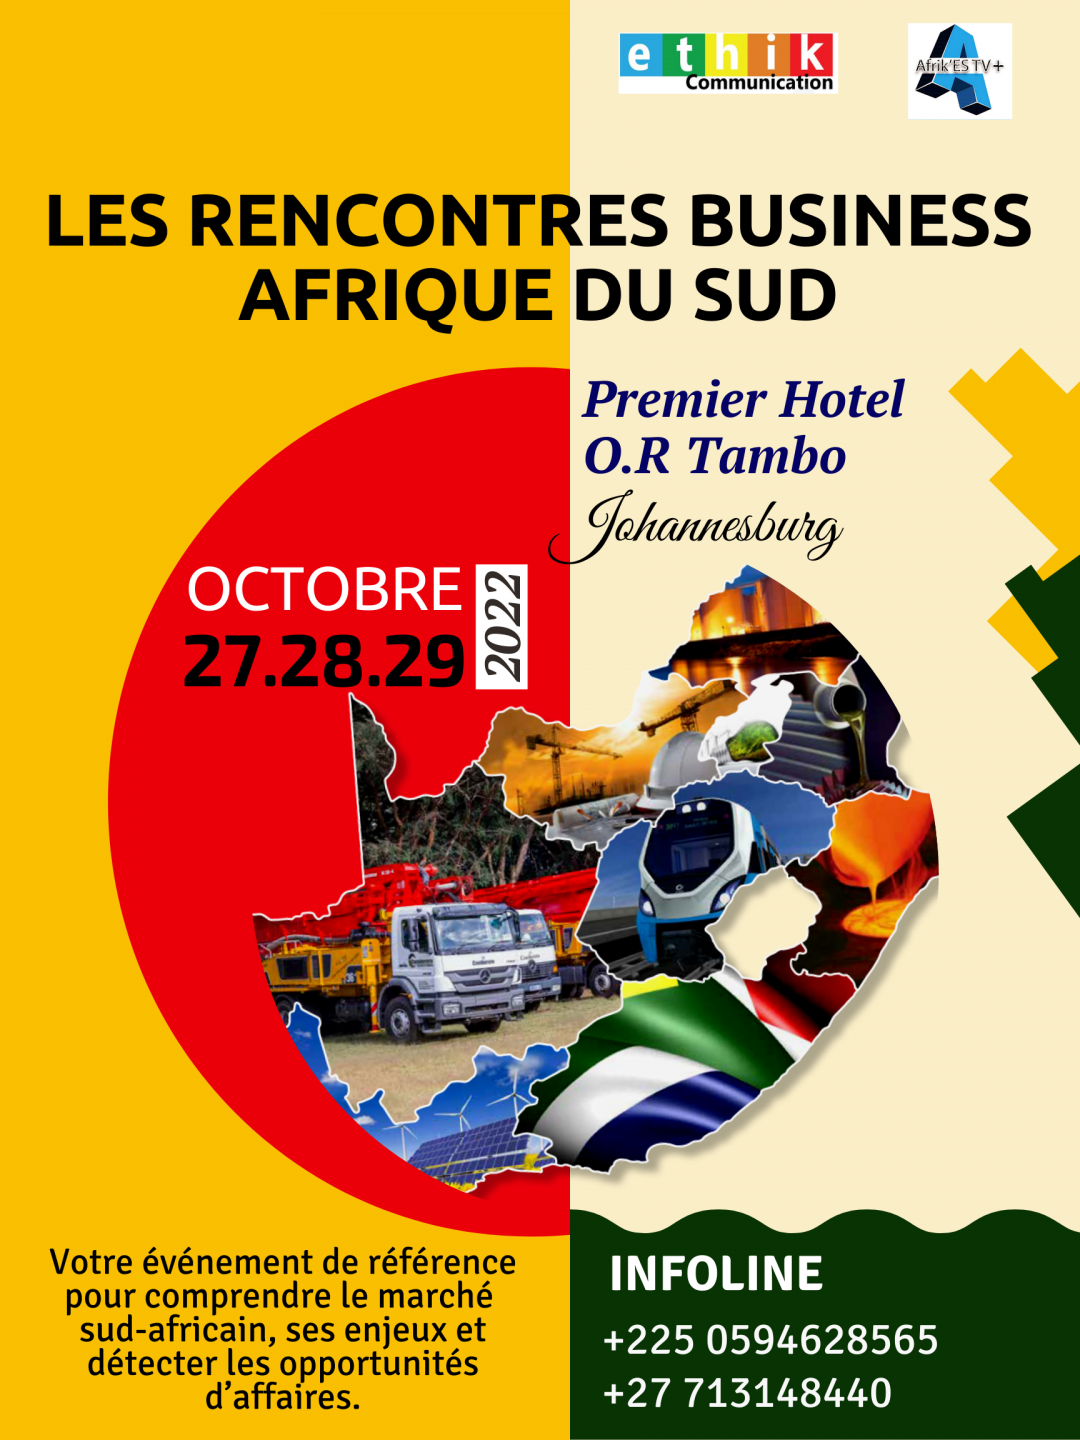 ethik
Communication
Afrik'ES TV+
LES RENCONTRES BUSINESS
AFRIQUE DU SUD
Premier Hotel
O.R Tambo
Johannesburg
OCTOBRE
27.28.29
2022
Votre événement de référence
pour comprendre le marché
sud-africain, ses enjeux et
détecter les opportunités
d’affaires.
INFOLINE
+225 0594628565
+27 713148440